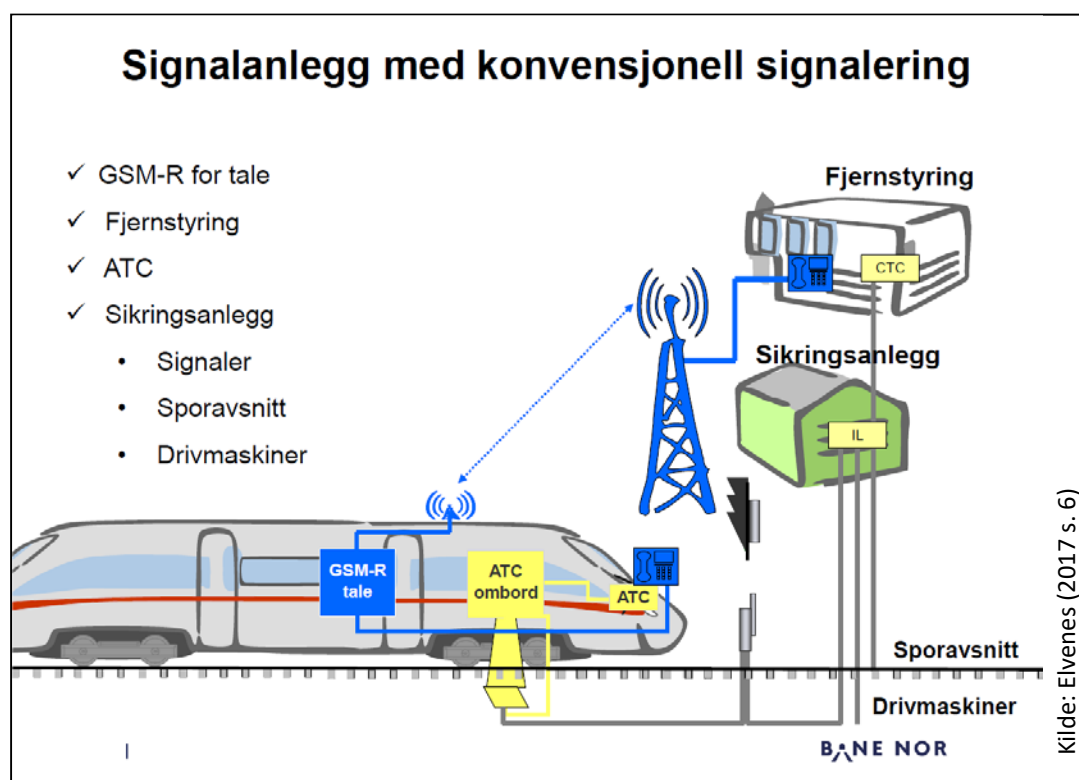 Signalanlegg med konvensjonell signalering
✓ GSM-R for tale
✓ Fjernstyring
✓ ATC
✓ Sikringsanlegg
• Signaler
• Sporavsnitt
• Drivmaskiner
Fjernstyring
CTC
Sikringsanlegg
IL
GSM-R
tale
ATC
ombord
ATC
Sporavsnitt
Drivmaskiner
BANE NOR
Kilde: Elvenes (2017 s. 6)